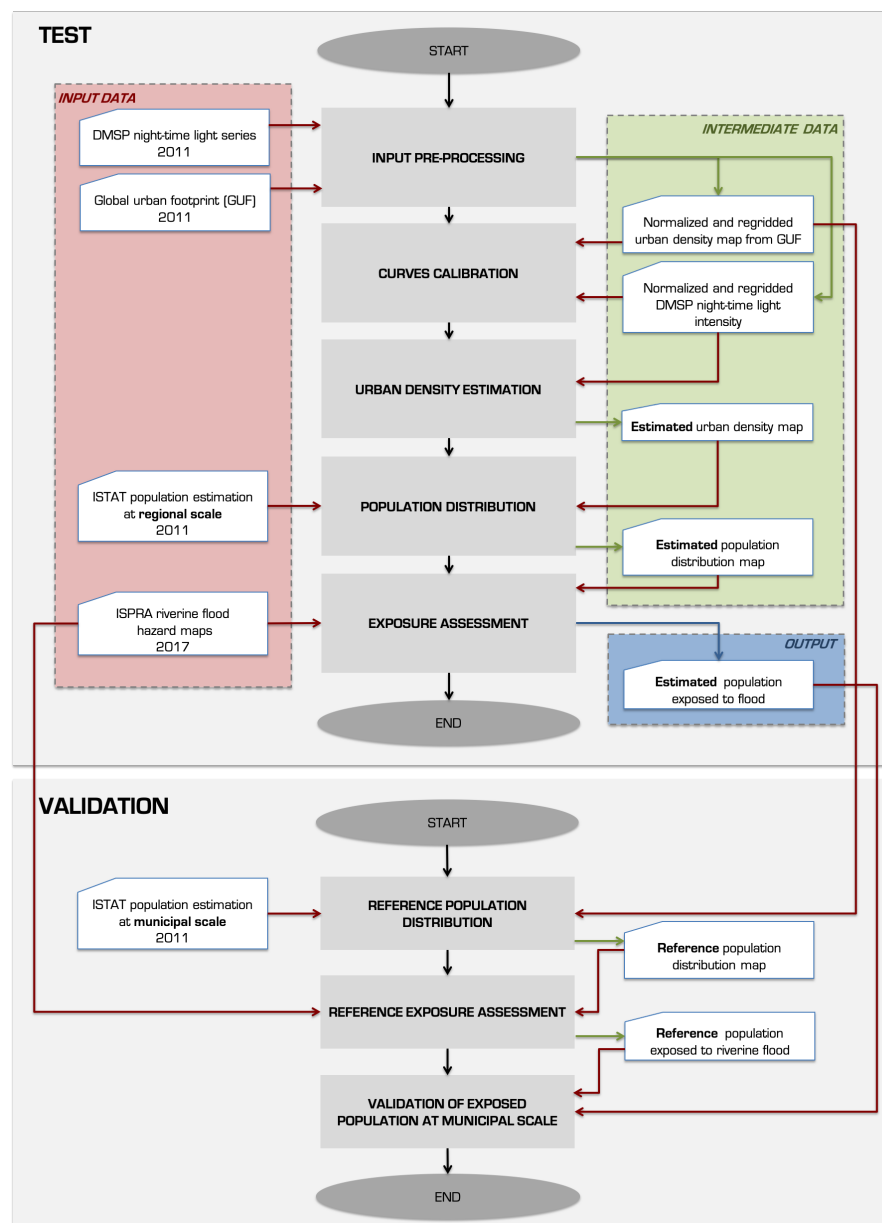 TEST
START
INPUT DATA
DMSP night-time light series
2011
INPUT PRE-PROCESSING
INTERMEDIATE DATA
Global urban footprint (GUF)
2011
Normalized and regridded
urban density map from GUF
CURVES CALIBRATION
Normalized and regridded
DMSP night-time light
intensity
URBAN DENSITY ESTIMATION
Estimated urban density map
ISTAT population estimation
at regional scale
2011
POPULATION DISTRIBUTION
Estimated population
distribution map
ISPRA riverine flood
hazard maps
2017
EXPOSURE ASSESSMENT
OUTPUT
Estimated population
exposed to flood
END
VALIDATION
START
ISTAT population estimation
at municipal scale
2011
REFERENCE POPULATION
DISTRIBUTION
Reference population
distribution map
REFERENCE EXPOSURE ASSESSMENT
Reference population
exposed to riverine flood
VALIDATION OF EXPOSED
POPULATION AT MUNICIPAL SCALE
END